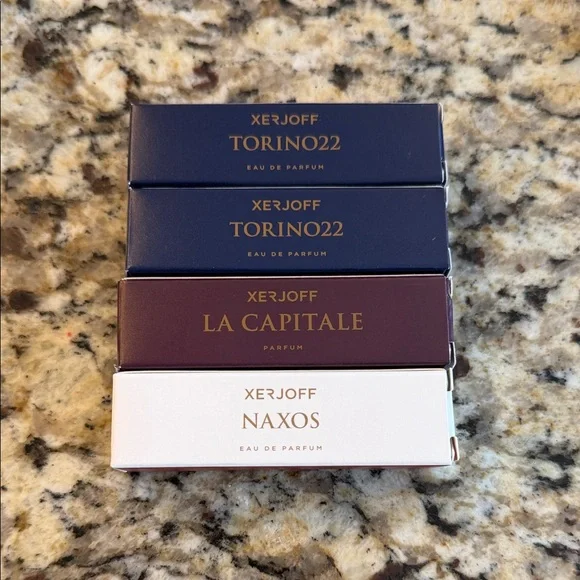 XERJOFF
TORINO22
EAU DE PARFUM
XERJOFF
TORINO22
EAU DE PARFUM
XERJOFF
LA CAPITALE
PARFUM
XERJOFF
NAXOS
EAU DE PARFUM